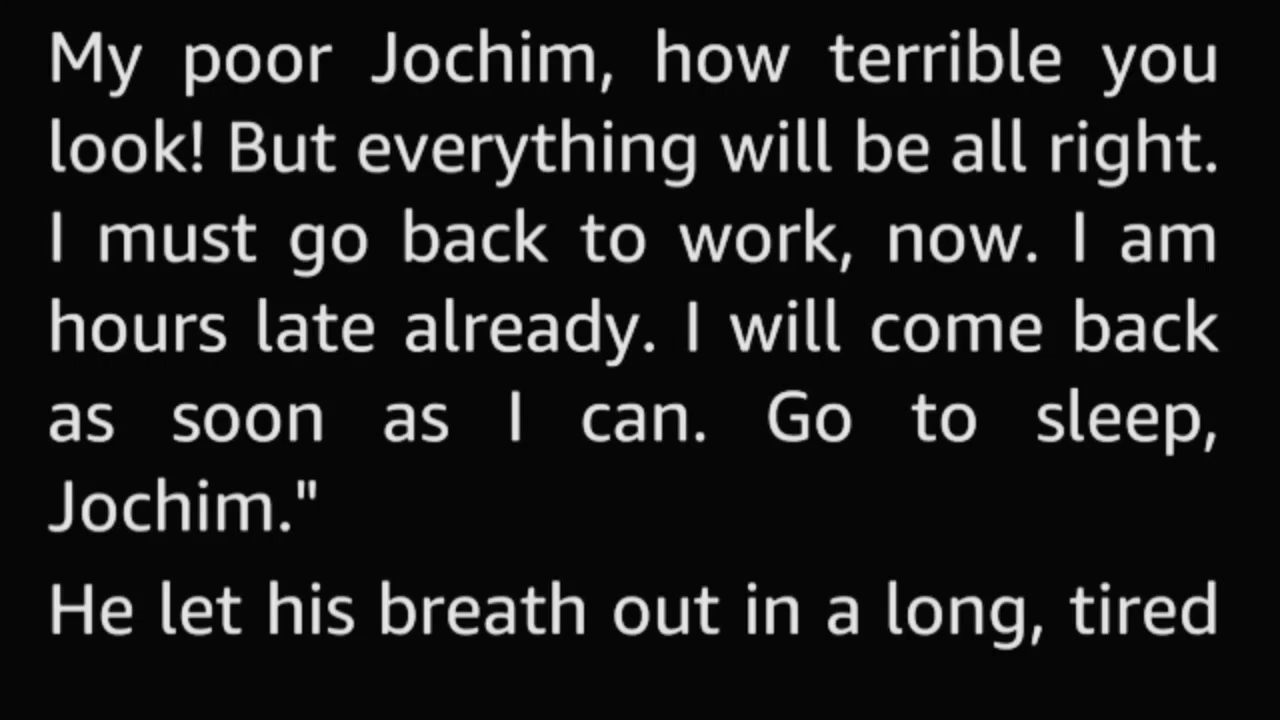 My poor Jochim, how terrible you
look! But everything will be all right.
I must go back to work, now. I am
hours late already. I will come back
as soon as I can. Go to sleep,
Jochim."
He let his breath out in a long, tired